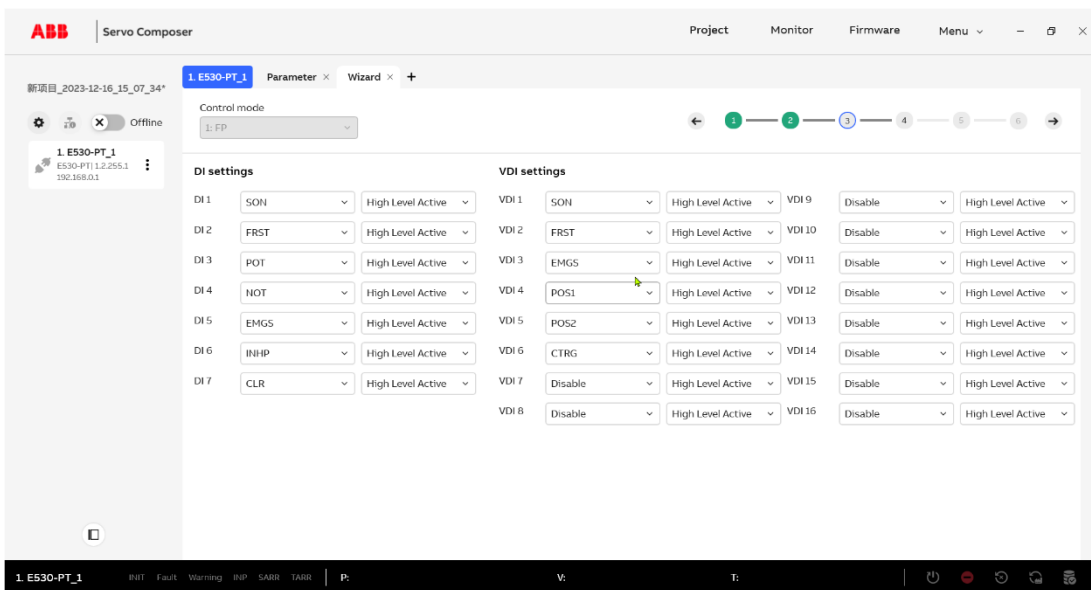 ABB Servo Composer Project Monitor Firmware Menu
新项目_2023-12-16_15_07_34*
1. E530-PT_1 Parameter Wizard
Offline
Control mode
1: FP
1 2 3 4 5 6
1. E530-PT_1
E530-PT| 1.2.255.1
192.168.0.1
DI settings VDI settings
DI 1 SON High Level Active VDI 1 SON High Level Active VDI 9 Disable High Level Active
DI 2 FRST High Level Active VDI 2 FRST High Level Active VDI 10 Disable High Level Active
DI 3 POT High Level Active VDI 3 EMGS High Level Active VDI 11 Disable High Level Active
DI 4 NOT High Level Active VDI 4 POS1 High Level Active VDI 12 Disable High Level Active
DI 5 EMGS High Level Active VDI 5 POS2 High Level Active VDI 13 Disable High Level Active
DI 6 INHP High Level Active VDI 6 CTRG High Level Active VDI 14 Disable High Level Active
DI 7 CLR High Level Active VDI 7 Disable High Level Active VDI 15 Disable High Level Active
VDI 8 Disable High Level Active VDI 16 Disable High Level Active
1. E530-PT_1 INIT Fault Warning INP SARR TARR P: V: T: